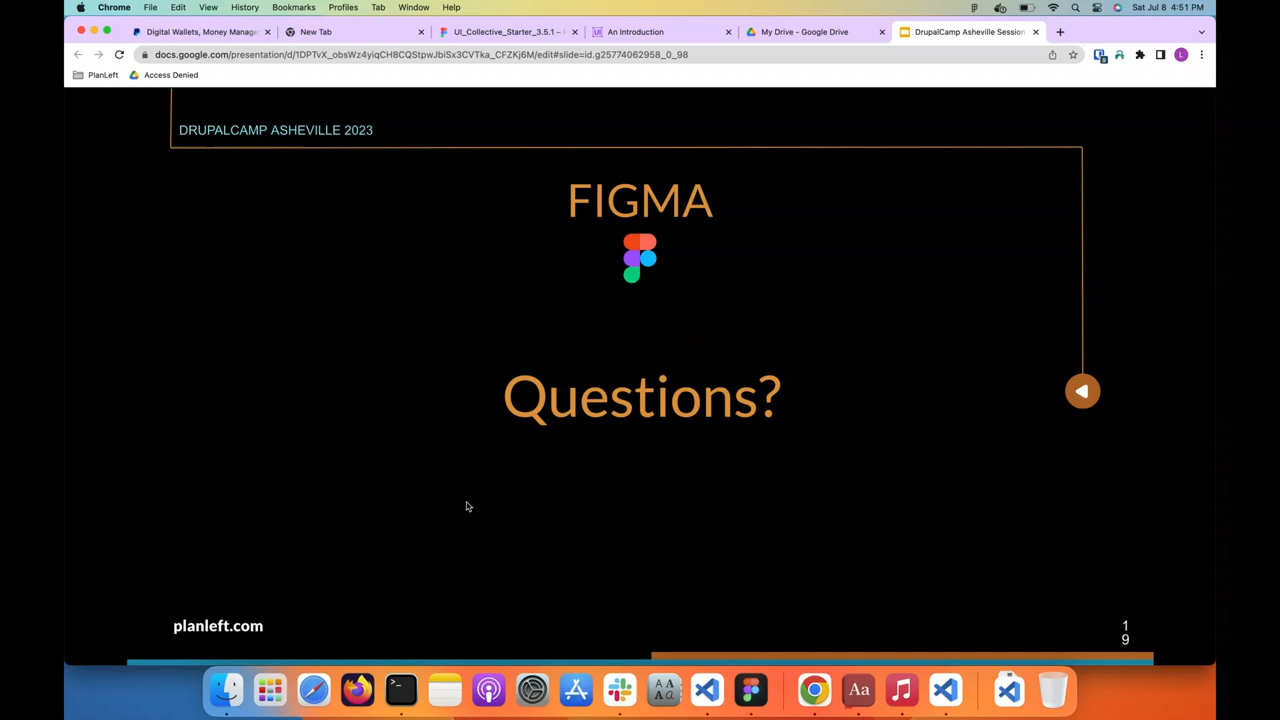 Chrome File Edit View History Bookmarks Profiles Tab Window Help Sat Jul 8 4:51 PM
Digital Wallets, Money Manage New Tab UI_Collective_Starter_3.5.1 – An Introduction My Drive - Google Drive DrupalCamp Asheville Session
docs.google.com/presentation/d/1DPTvX_obsWz4yiqCH8CQStpwJbiSx3CVTka_CFZKj6M/edit#slide=id.g25774062958_0_98 L
PlanLeft Access Denied
DRUPALCAMP ASHEVILLE 2023
FIGMA
Questions?
planleft.com
1
9